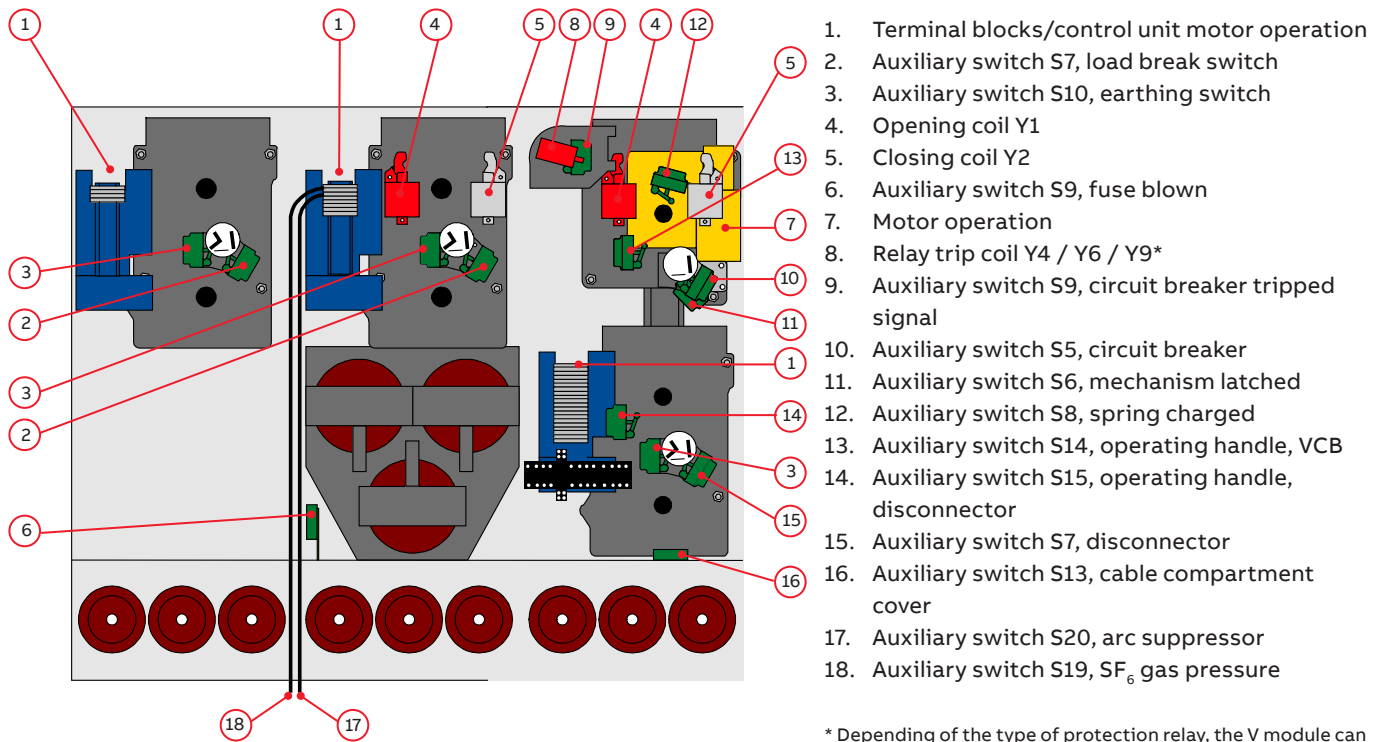 1
1
4
5
8
9
4
12
5
13
7
10
11
1
14
3
15
16
3
2
3
2
6
18
17
1. Terminal blocks/control unit motor operation
2. Auxiliary switch S7, load break switch
3. Auxiliary switch S10, earthing switch
4. Opening coil Y1
5. Closing coil Y2
6. Auxiliary switch S9, fuse blown
7. Motor operation
8. Relay trip coil Y4 / Y6 / Y9*
9. Auxiliary switch S9, circuit breaker tripped
signal
10. Auxiliary switch S5, circuit breaker
11. Auxiliary switch S6, mechanism latched
12. Auxiliary switch S8, spring charged
13. Auxiliary switch S14, operating handle, VCB
14. Auxiliary switch S15, operating handle,
disconnector
15. Auxiliary switch S7, disconnector
16. Auxiliary switch S13, cable compartment
cover
17. Auxiliary switch S20, arc suppressor
18. Auxiliary switch S19, SF₆ gas pressure
* Depending of the type of protection relay, the V module can